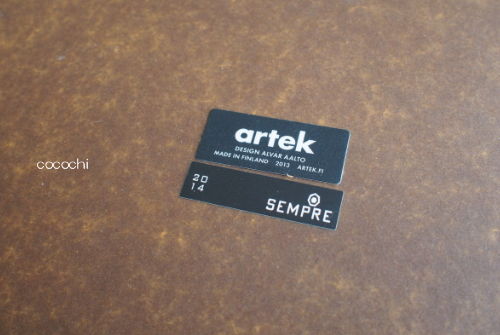 artek
DESIGN ALVAR AALTO
MADE IN FINLAND 2013 ARTEK.FI
cocochi
20
14
SEMPRE